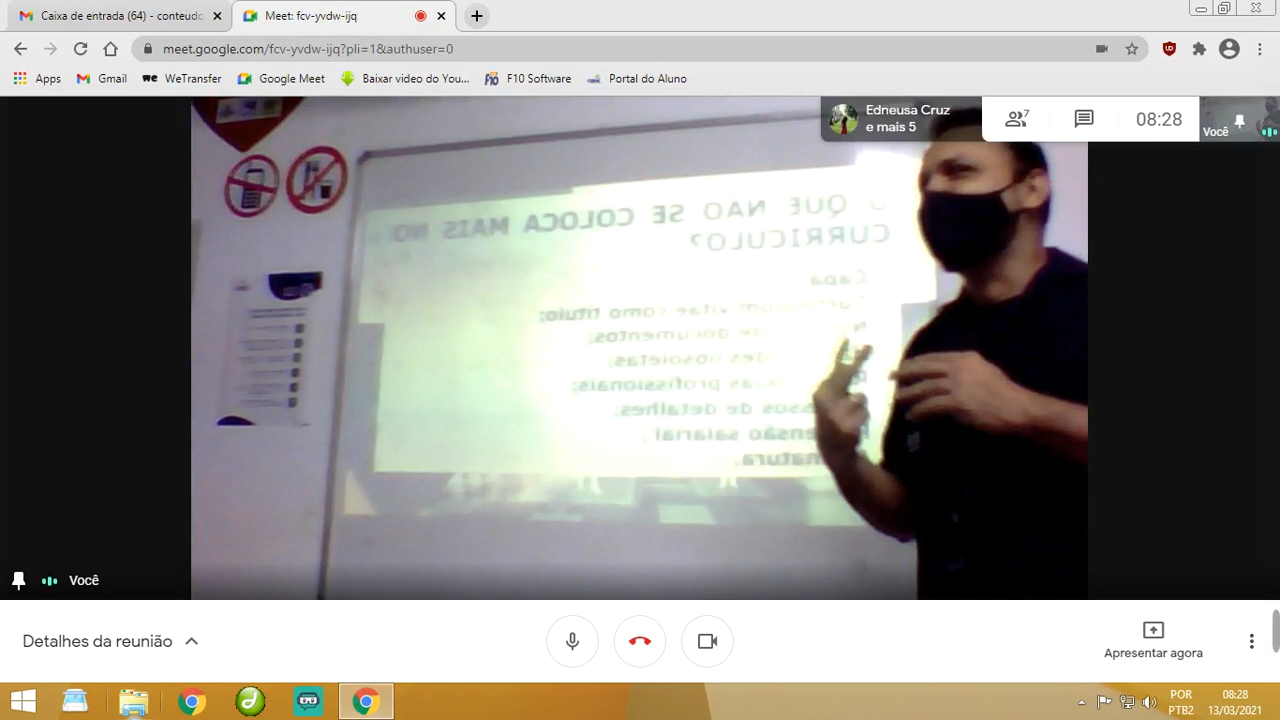 Caixa de entrada (64) - conteudo
Meet: fcv-yvdw-ijq
meet.google.com/fcv-yvdw-ijq?pli=1&authuser=0
Apps
Gmail
WeTransfer
Google Meet
Baixar video do You...
F10 Software
Portal do Aluno
Edneusa Cruz
e mais 5
7
08:28
Você
O QUE NAO SE COLOCA MAIS NO
CURRICULO?
Capa
vitae como titulo;
de documentos;
obsoletas;
profissionais;
de detalhes;
salarial
Você
Detalhes da reunião
Apresentar agora
POR
PTB2
08:28
13/03/2021